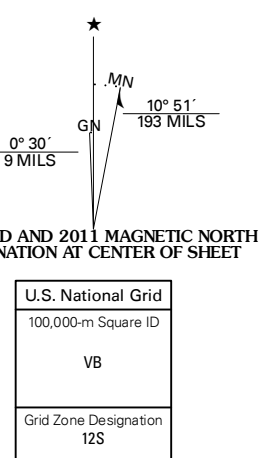 ★
MN
GN
10° 51´
193 MILS
0° 30´
9 MILS
D AND 2011 MAGNETIC NORTH
NATION AT CENTER OF SHEET
U.S. National Grid
100,000-m Square ID
VB
Grid Zone Designation
12S